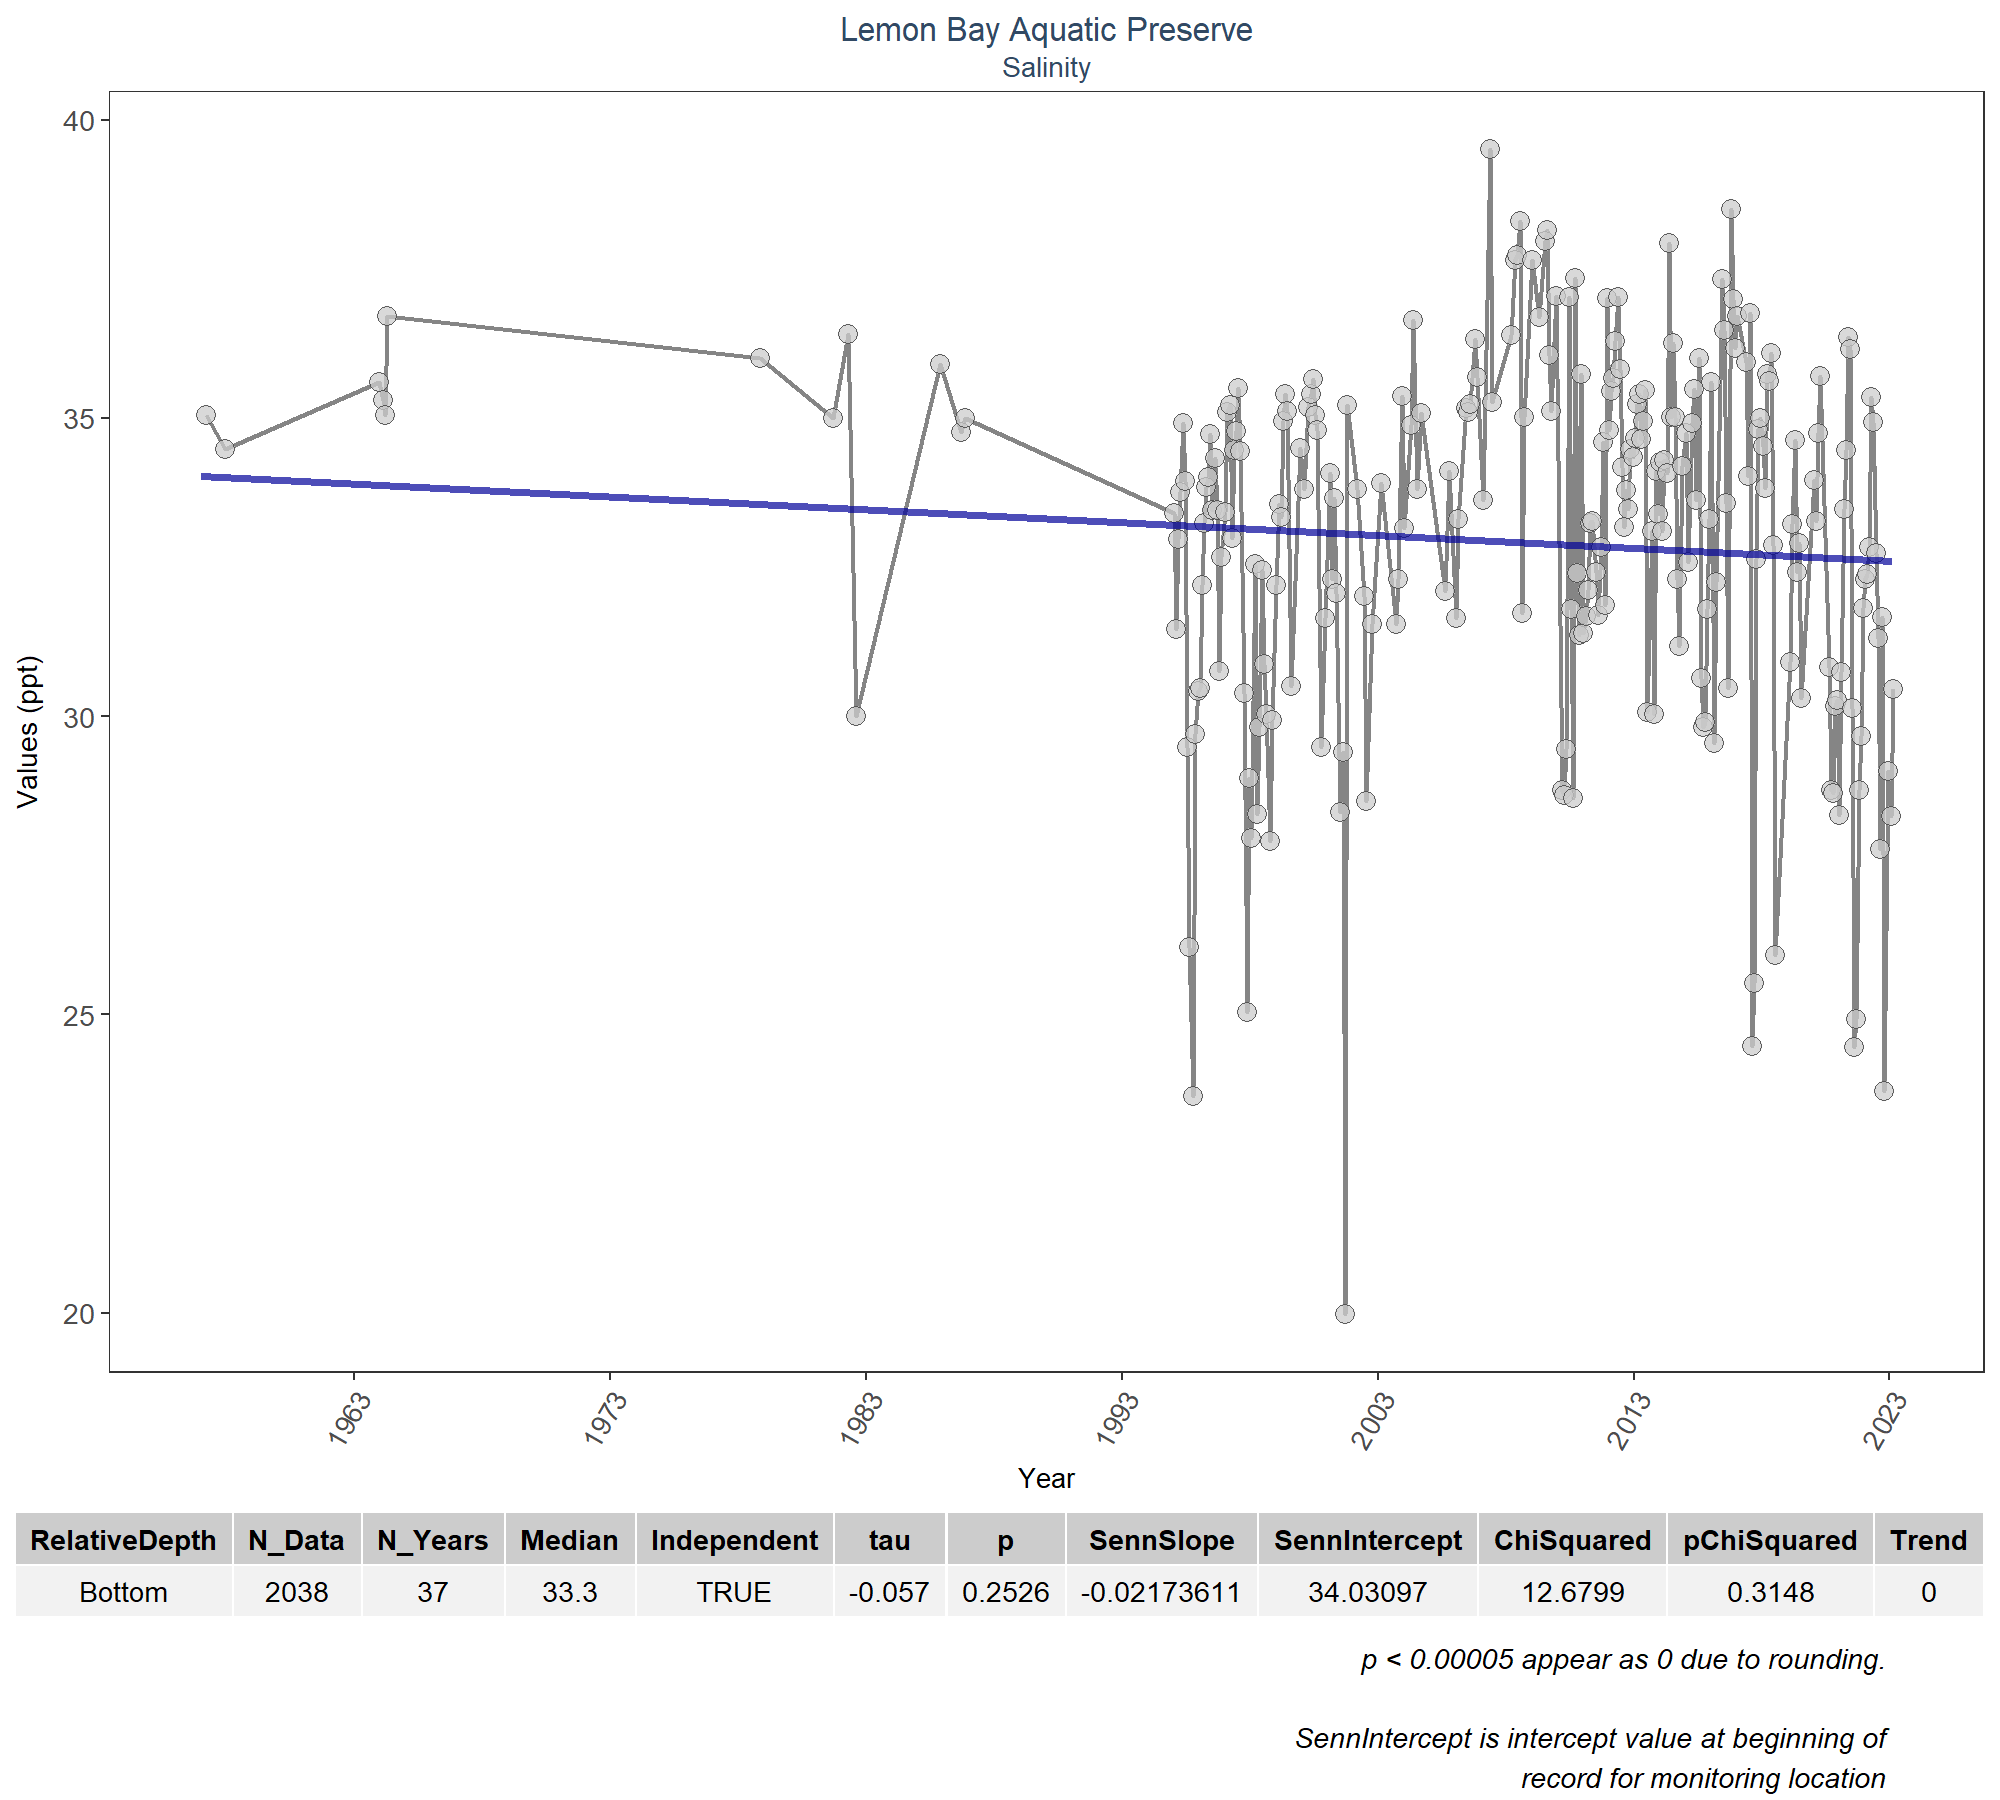 Lemon Bay Aquatic Preserve
Salinity
40
35
30
25
20
Values (ppt)
1963
1973
1983
1993
2003
2013
2023
Year
RelativeDepth N_Data N_Years Median Independent tau p SennSlope SennIntercept ChiSquared pChiSquared Trend
Bottom 2038 37 33.3 TRUE -0.057 0.2526 -0.02173611 34.03097 12.6799 0.3148 0
p < 0.00005 appear as 0 due to rounding.
SennIntercept is intercept value at beginning of
record for monitoring location